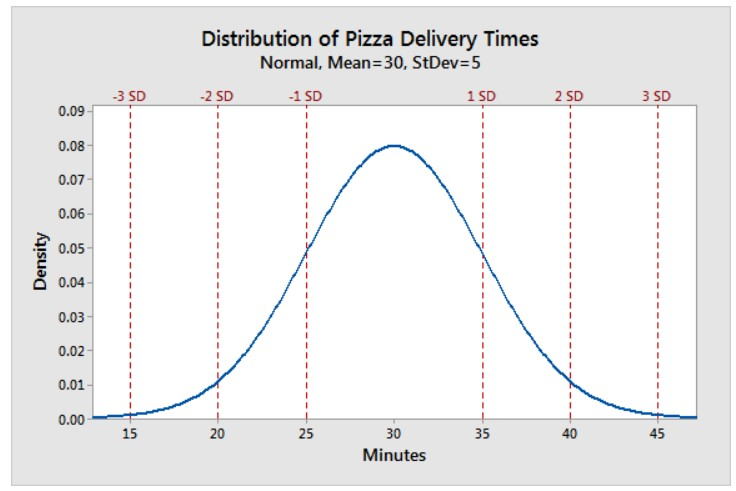 Distribution of Pizza Delivery Times
Normal, Mean=30, StDev=5
-3 SD -2 SD -1 SD 1 SD 2 SD 3 SD
0.09
0.08
0.07
0.06
0.05
0.04
0.03
0.02
0.01
0.00
Density
15 20 25 30 35 40 45
Minutes